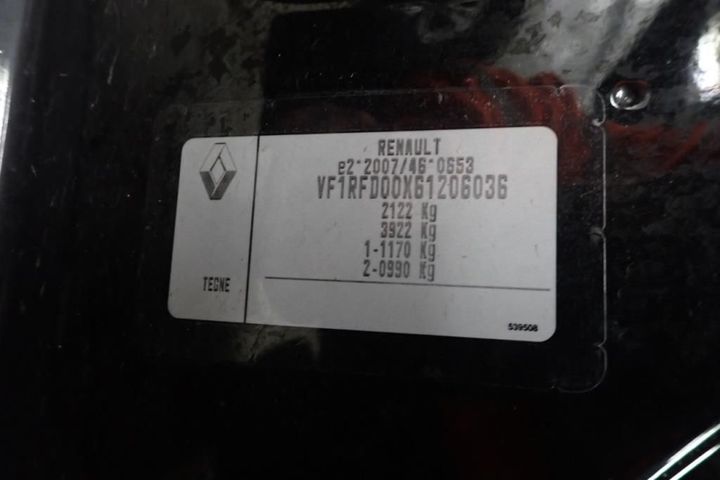 RENAULT
e2*2007/46*0653
VF1RFD00X61206036
2122 Kg
3922 Kg
1-1170 Kg
2-0990 Kg
TEGNE
539508